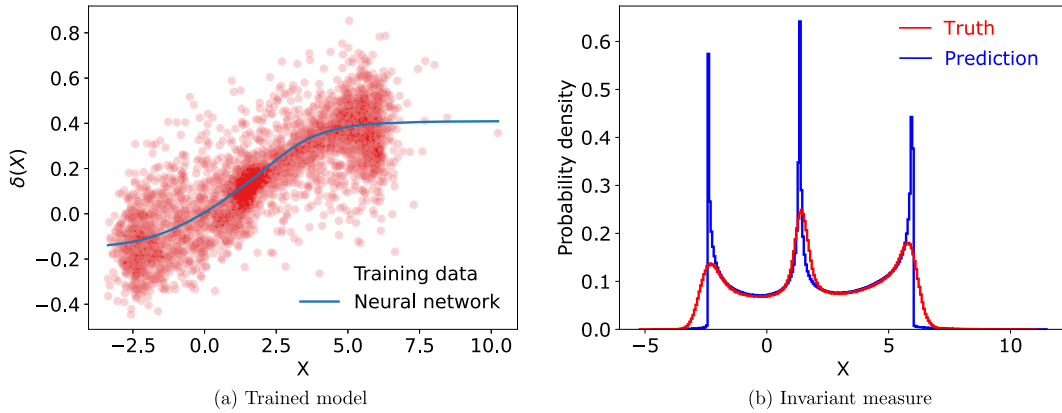 0.8
0.6
0.4
0.2
0.0
−0.2
−0.4
δ(X)
Training data
Neural network
−2.5 0.0 2.5 5.0 7.5 10.0
X
(a) Trained model
0.6
0.5
0.4
0.3
0.2
0.1
0.0
Probability density
Truth
Prediction
−5 0 5 10
X
(b) Invariant measure